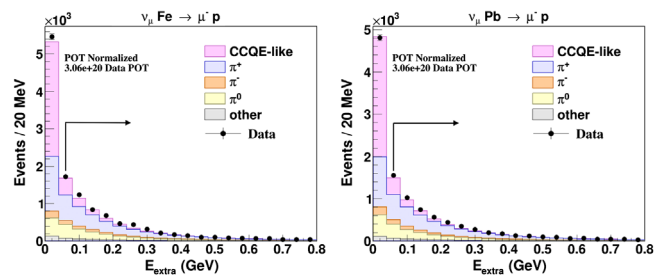 ν_μ Fe → μ⁻ p
×10³
Events / 20 MeV
5
4
3
2
1
0
POT Normalized
3.06e+20 Data POT
CCQE-like
π⁺
π⁻
π⁰
other
Data
0.0 0.1 0.2 0.3 0.4 0.5 0.6 0.7 0.8
E_extra (GeV)
ν_μ Pb → μ⁻ p
×10³
Events / 20 MeV
5
4
3
2
1
0
POT Normalized
3.06e+20 Data POT
CCQE-like
π⁺
π⁻
π⁰
other
Data
0.0 0.1 0.2 0.3 0.4 0.5 0.6 0.7 0.8
E_extra (GeV)